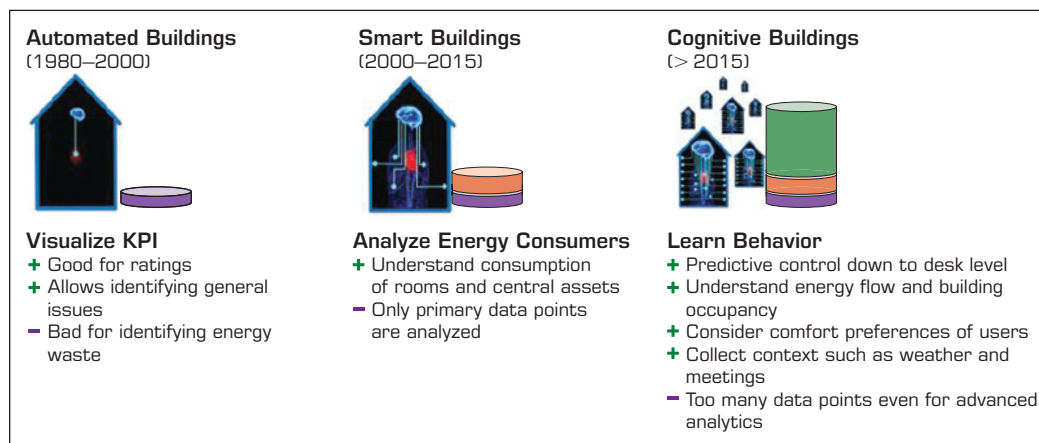 Automated Buildings
(1980–2000)
Visualize KPI
+ Good for ratings
+ Allows identifying general
issues
– Bad for identifying energy
waste
Smart Buildings
(2000–2015)
Analyze Energy Consumers
+ Understand consumption
of rooms and central assets
– Only primary data points
are analyzed
Cognitive Buildings
(> 2015)
Learn Behavior
+ Predictive control down to desk level
+ Understand energy flow and building
occupancy
+ Consider comfort preferences of users
+ Collect context such as weather and
meetings
– Too many data points even for advanced
analytics